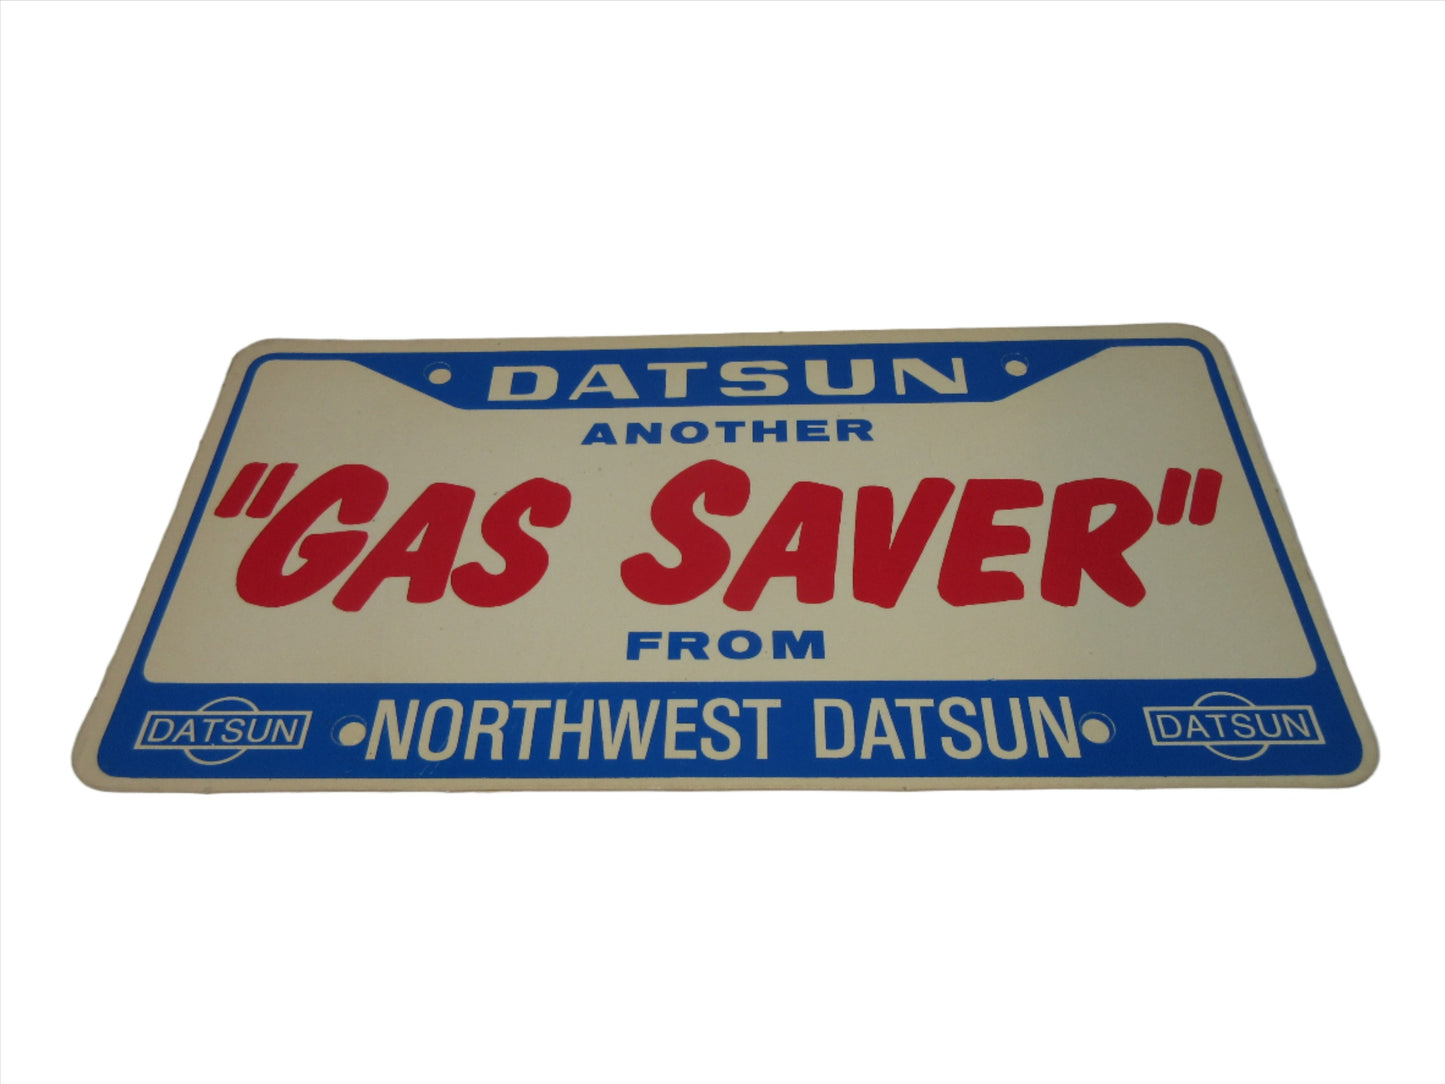 DATSUN
ANOTHER
"GAS SAVER"
FROM
DATSUN NORTHWEST DATSUN DATSUN